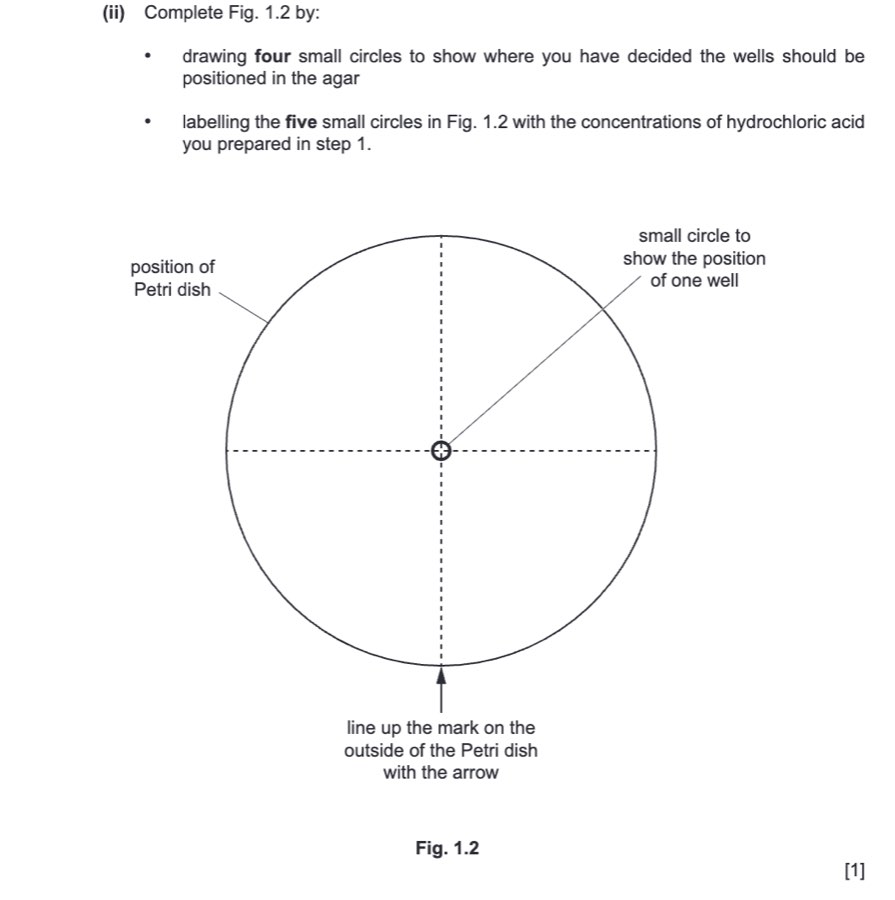 (ii) Complete Fig. 1.2 by:
• drawing four small circles to show where you have decided the wells should be
positioned in the agar
• labelling the five small circles in Fig. 1.2 with the concentrations of hydrochloric acid
you prepared in step 1.
small circle to
show the position
of one well
position of
Petri dish
line up the mark on the
outside of the Petri dish
with the arrow
Fig. 1.2
[1]